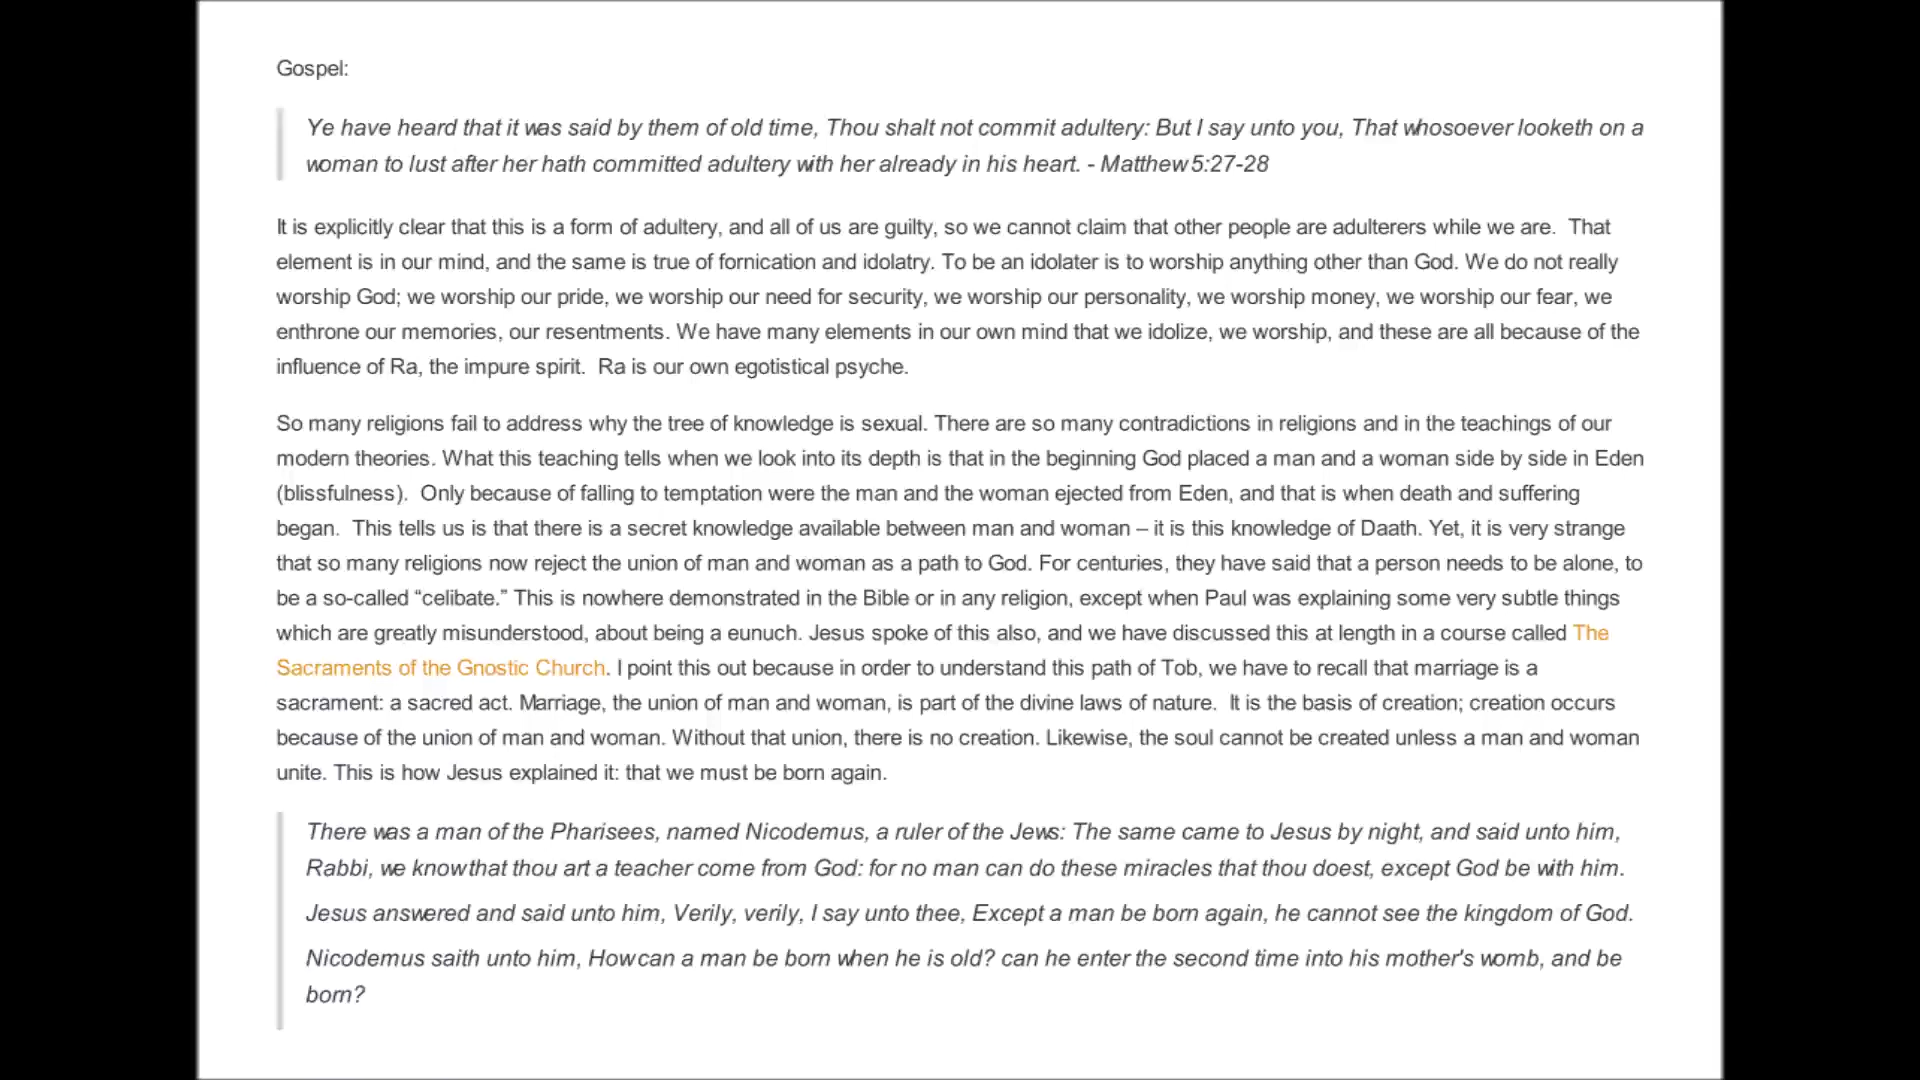 Gospel:
Ye have heard that it was said by them of old time, Thou shalt not commit adultery: But I say unto you, That whosoever looketh on a
woman to lust after her hath committed adultery with her already in his heart. - Matthew 5:27-28
It is explicitly clear that this is a form of adultery, and all of us are guilty, so we cannot claim that other people are adulterers while we are.  That
element is in our mind, and the same is true of fornication and idolatry. To be an idolater is to worship anything other than God. We do not really
worship God; we worship our pride, we worship our need for security, we worship our personality, we worship money, we worship our fear, we
enthrone our memories, our resentments. We have many elements in our own mind that we idolize, we worship, and these are all because of the
influence of Ra, the impure spirit.  Ra is our own egotistical psyche.
So many religions fail to address why the tree of knowledge is sexual. There are so many contradictions in religions and in the teachings of our
modern theories. What this teaching tells when we look into its depth is that in the beginning God placed a man and a woman side by side in Eden
(blissfulness).  Only because of falling to temptation were the man and the woman ejected from Eden, and that is when death and suffering
began.  This tells us is that there is a secret knowledge available between man and woman – it is this knowledge of Daath. Yet, it is very strange
that so many religions now reject the union of man and woman as a path to God. For centuries, they have said that a person needs to be alone, to
be a so-called “celibate.” This is nowhere demonstrated in the Bible or in any religion, except when Paul was explaining some very subtle things
which are greatly misunderstood, about being a eunuch. Jesus spoke of this also, and we have discussed this at length in a course called The
Sacraments of the Gnostic Church. I point this out because in order to understand this path of Tob, we have to recall that marriage is a
sacrament: a sacred act. Marriage, the union of man and woman, is part of the divine laws of nature.  It is the basis of creation; creation occurs
because of the union of man and woman. Without that union, there is no creation. Likewise, the soul cannot be created unless a man and woman
unite. This is how Jesus explained it: that we must be born again.
There was a man of the Pharisees, named Nicodemus, a ruler of the Jews: The same came to Jesus by night, and said unto him,
Rabbi, we know that thou art a teacher come from God: for no man can do these miracles that thou doest, except God be with him.
Jesus answered and said unto him, Verily, verily, I say unto thee, Except a man be born again, he cannot see the kingdom of God.
Nicodemus saith unto him, How can a man be born when he is old? can he enter the second time into his mother's womb, and be
born?